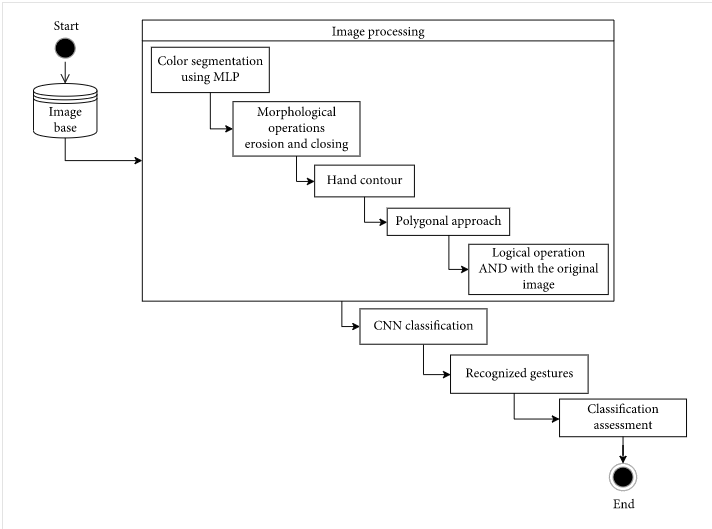 Start
Image
base
Image processing
Color segmentation
using MLP
Morphological
operations
erosion and closing
Hand contour
Polygonal approach
Logical operation
AND with the original
image
CNN classification
Recognized gestures
Classification
assessment
End